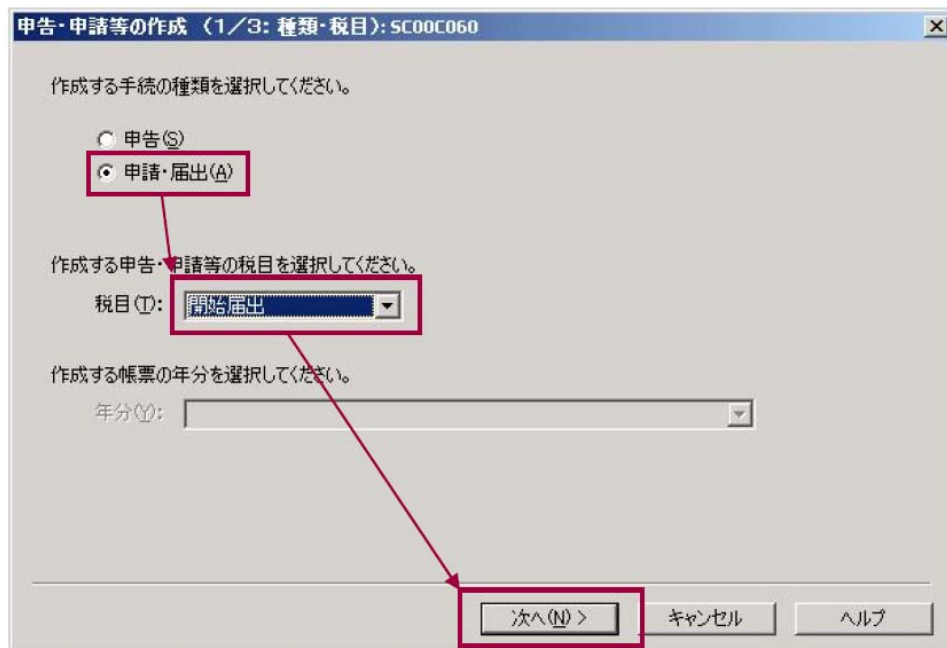 申告・申請等の作成 (1/3: 種類・税目): SC00C060
作成する手続の種類を選択してください。
申告(S)
申請・届出(A)
作成する申告・申請等の税目を選択してください。
税目(T): 開始届出
作成する帳票の年分を選択してください。
年分(Y):
次へ(N) > キャンセル ヘルプ